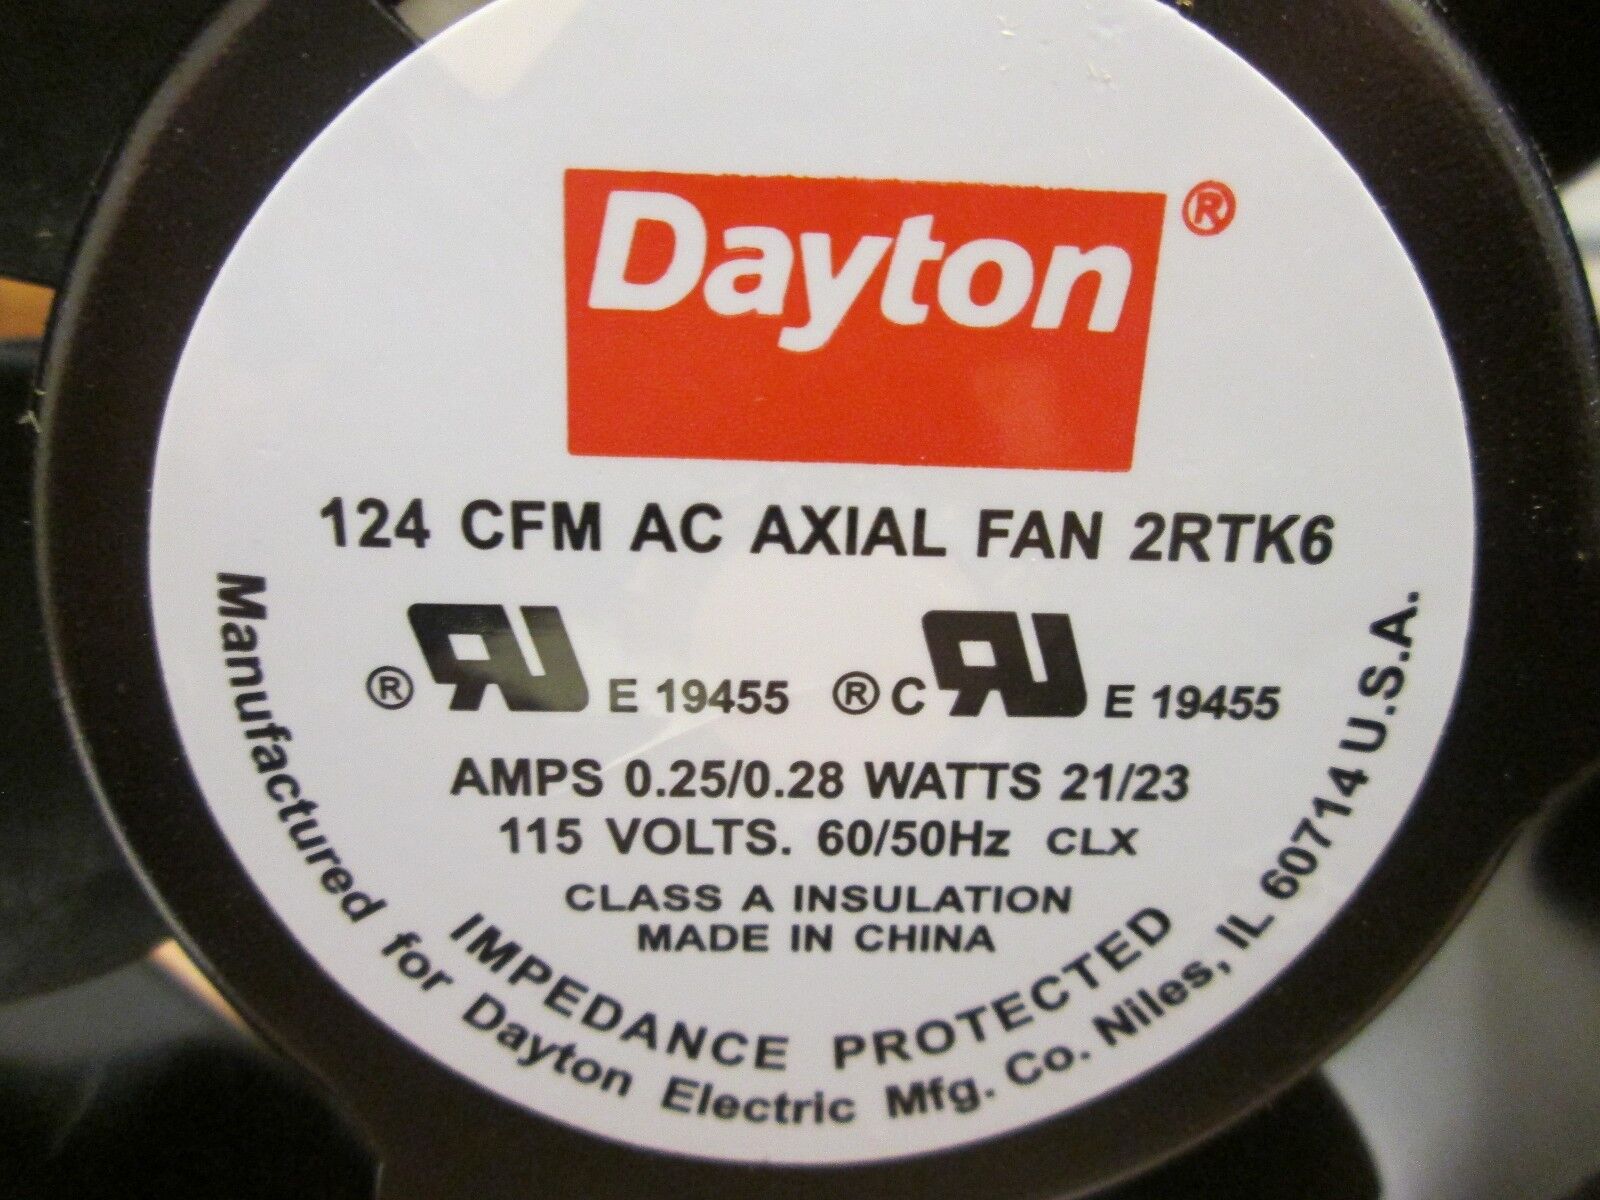 Dayton®
124 CFM AC AXIAL FAN 2RTK6
® RU E 19455 ® C RU E 19455
AMPS 0.25/0.28 WATTS 21/23
115 VOLTS. 60/50Hz CLX
CLASS A INSULATION
MADE IN CHINA
IMPEDANCE PROTECTED
Manufactured for Dayton Electric Mfg. Co. Niles, IL 60714 U.S.A.